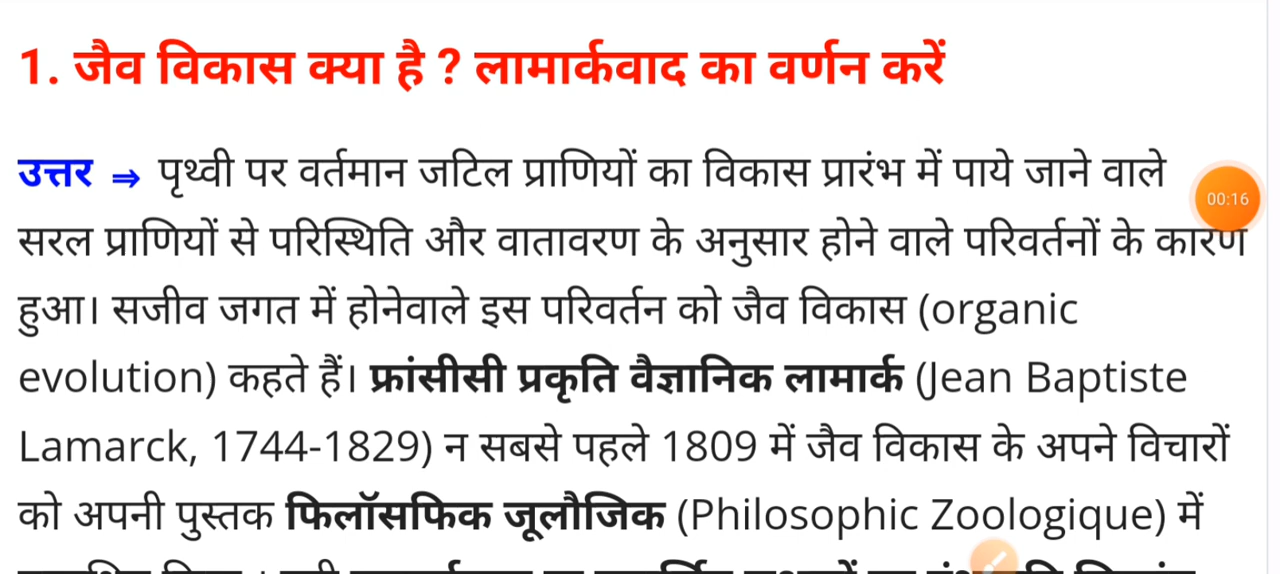 1. जैव विकास क्या है ? लामार्कवाद का वर्णन करें
उत्तर ⇒ पृथ्वी पर वर्तमान जटिल प्राणियों का विकास प्रारंभ में पाये जाने वाले
00:16
सरल प्राणियों से परिस्थिति और वातावरण के अनुसार होने वाले परिवर्तनों के कारण
हुआ। सजीव जगत में होनेवाले इस परिवर्तन को जैव विकास (organic
evolution) कहते हैं। फ्रांसीसी प्रकृति वैज्ञानिक लामार्क (Jean Baptiste
Lamarck, 1744-1829) न सबसे पहले 1809 में जैव विकास के अपने विचारों
को अपनी पुस्तक फिलॉसफिक जूलौजिक (Philosophic Zoologique) में